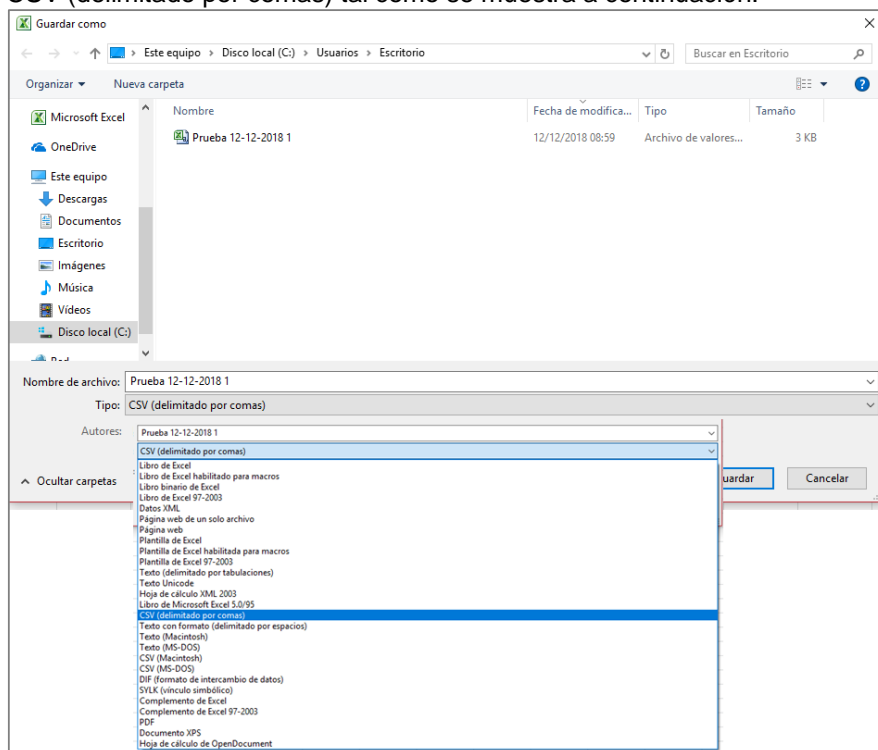 CSV (delimitado por comas) tal como se muestra a continuación:
Guardar como
Este equipo > Disco local (C:) > Usuarios > Escritorio
Buscar en Escritorio
Organizar Nueva carpeta
Nombre Fecha de modifica... Tipo Tamaño
Microsoft Excel
Prueba 12-12-2018 1 12/12/2018 08:59 Archivo de valores... 3 KB
OneDrive
Este equipo
Descargas
Documentos
Escritorio
Imágenes
Música
Vídeos
Disco local (C:)
Red
Nombre de archivo: Prueba 12-12-2018 1
Tipo: CSV (delimitado por comas)
Autores: Prueba 12-12-2018 1
CSV (delimitado por comas)
Ocultar carpetas
uardar Cancelar
Libro de Excel
Libro de Excel habilitado para macros
Libro binario de Excel
Libro de Excel 97-2003
Datos XML
Página web de un solo archivo
Página web
Plantilla de Excel
Plantilla de Excel habilitada para macros
Plantilla de Excel 97-2003
Texto (delimitado por tabulaciones)
Texto Unicode
Hoja de cálculo XML 2003
Libro de Microsoft Excel 5.0/95
CSV (delimitado por comas)
Texto con formato (delimitado por espacios)
Texto (Macintosh)
Texto (MS-DOS)
CSV (Macintosh)
CSV (MS-DOS)
DIF (formato de intercambio de datos)
SYLK (vínculo simbólico)
Complemento de Excel
Complemento de Excel 97-2003
PDF
Documento XPS
Hoja de cálculo de OpenDocument